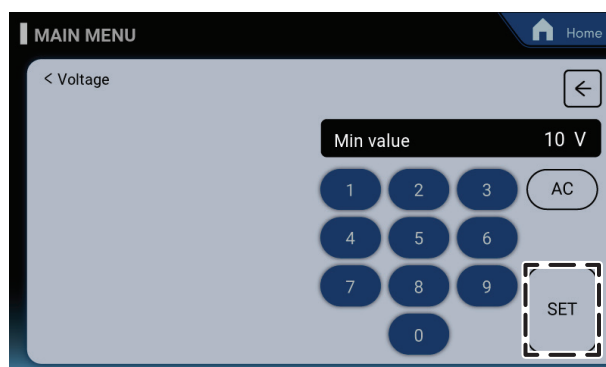 MAIN MENU
Home
< Voltage
Min value 10 V
1 2 3 AC
4 5 6
7 8 9
SET
0